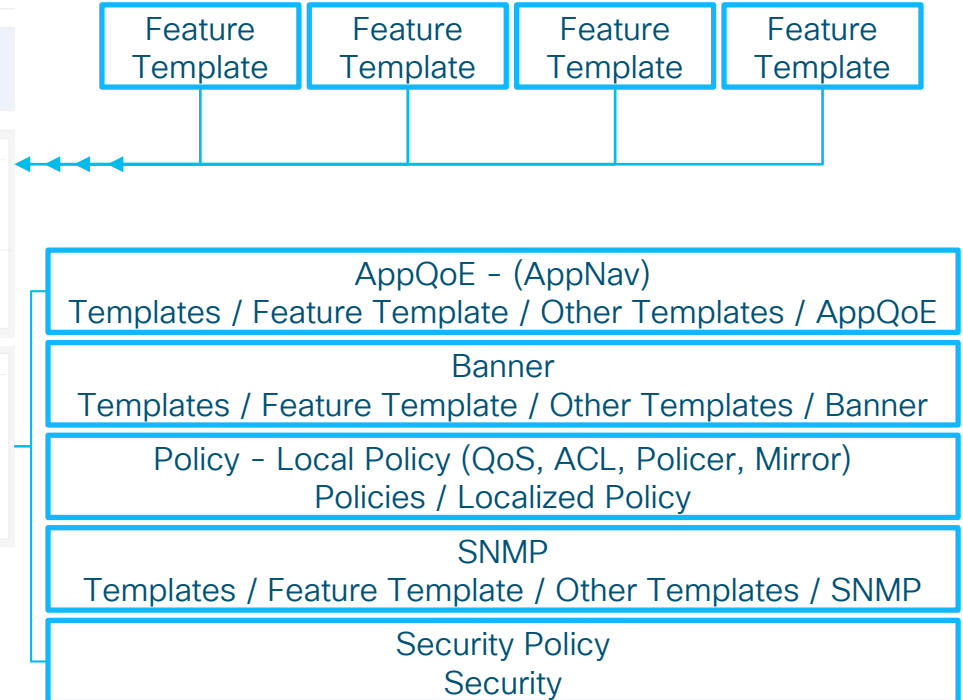 Feature
Template
Feature
Template
Feature
Template
Feature
Template
AppQoE - (AppNav)
Templates / Feature Template / Other Templates / AppQoE
Banner
Templates / Feature Template / Other Templates / Banner
Policy - Local Policy (QoS, ACL, Policer, Mirror)
Policies / Localized Policy
SNMP
Templates / Feature Template / Other Templates / SNMP
Security Policy
Security